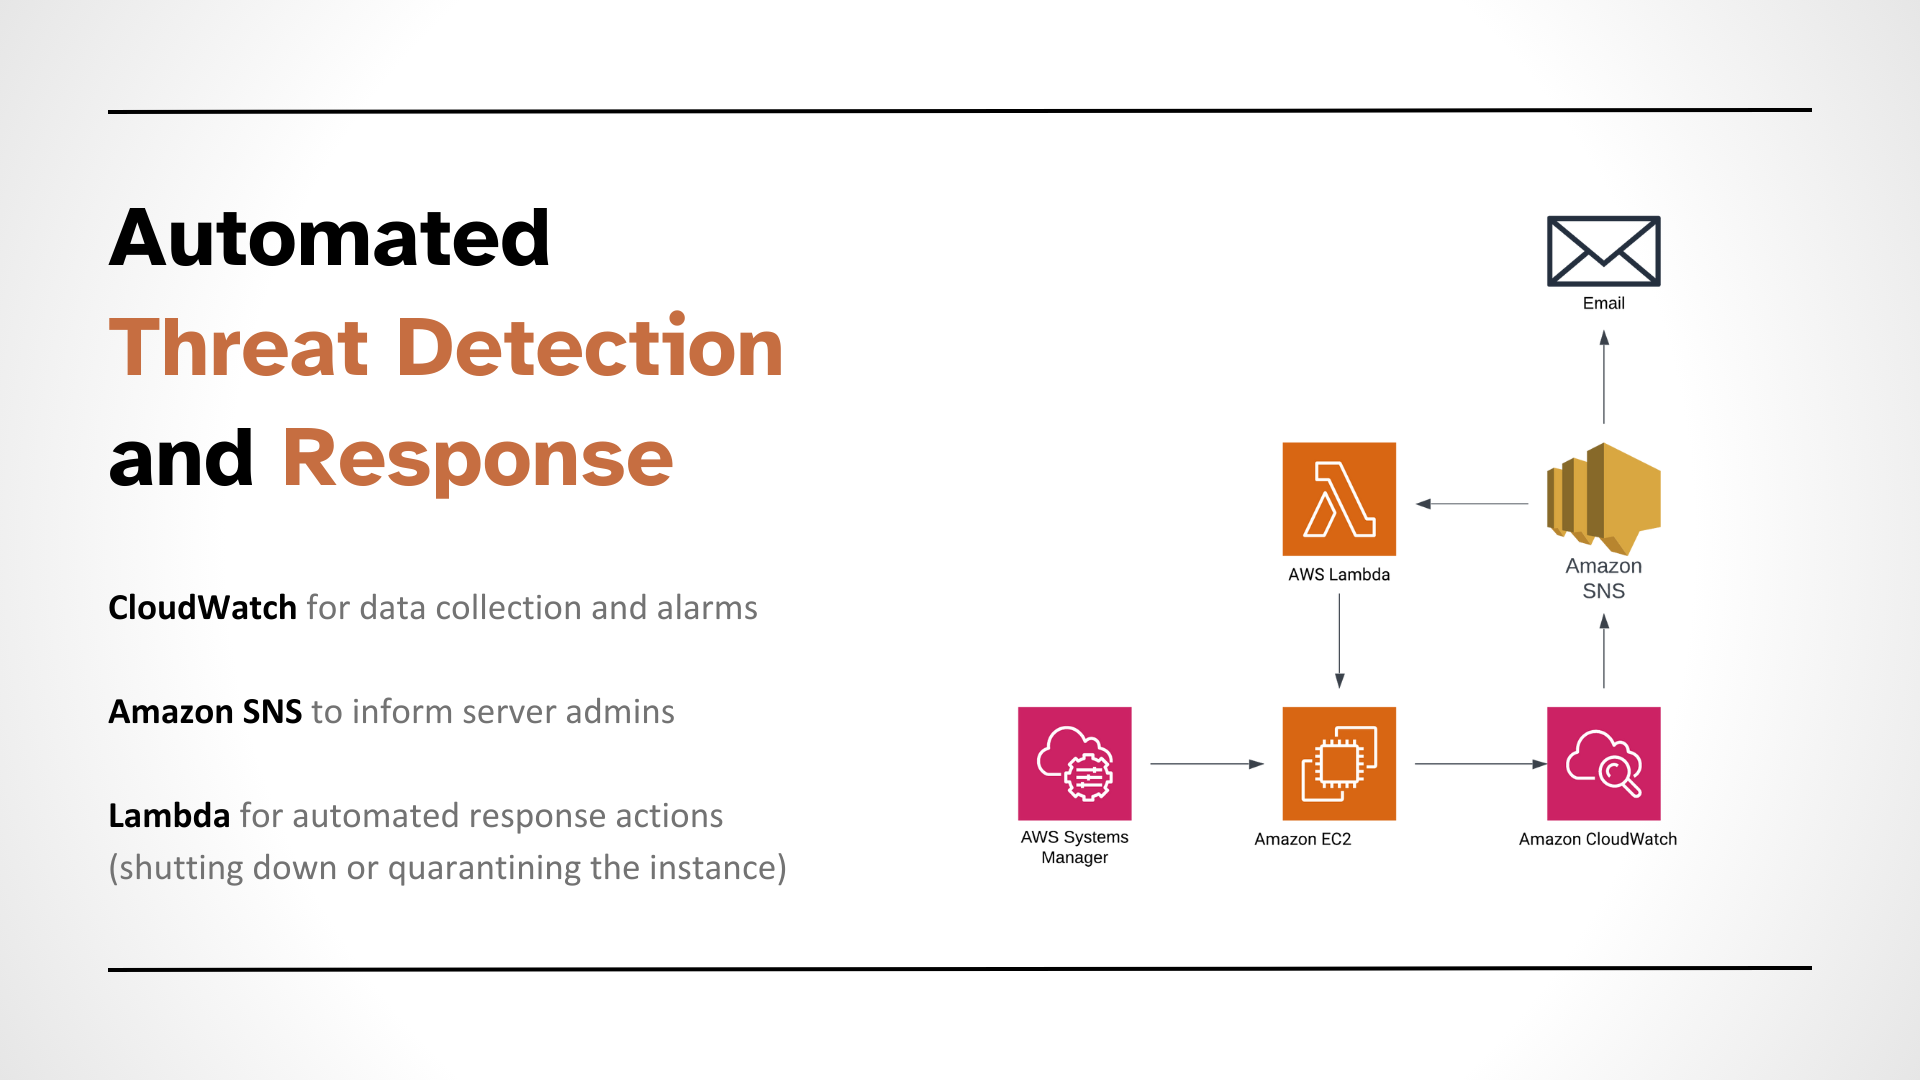 Automated
Threat Detection
and Response
CloudWatch for data collection and alarms
Amazon SNS to inform server admins
Lambda for automated response actions
(shutting down or quarantining the instance)
Email
AWS Lambda
Amazon
SNS
AWS Systems
Manager
Amazon EC2
Amazon CloudWatch